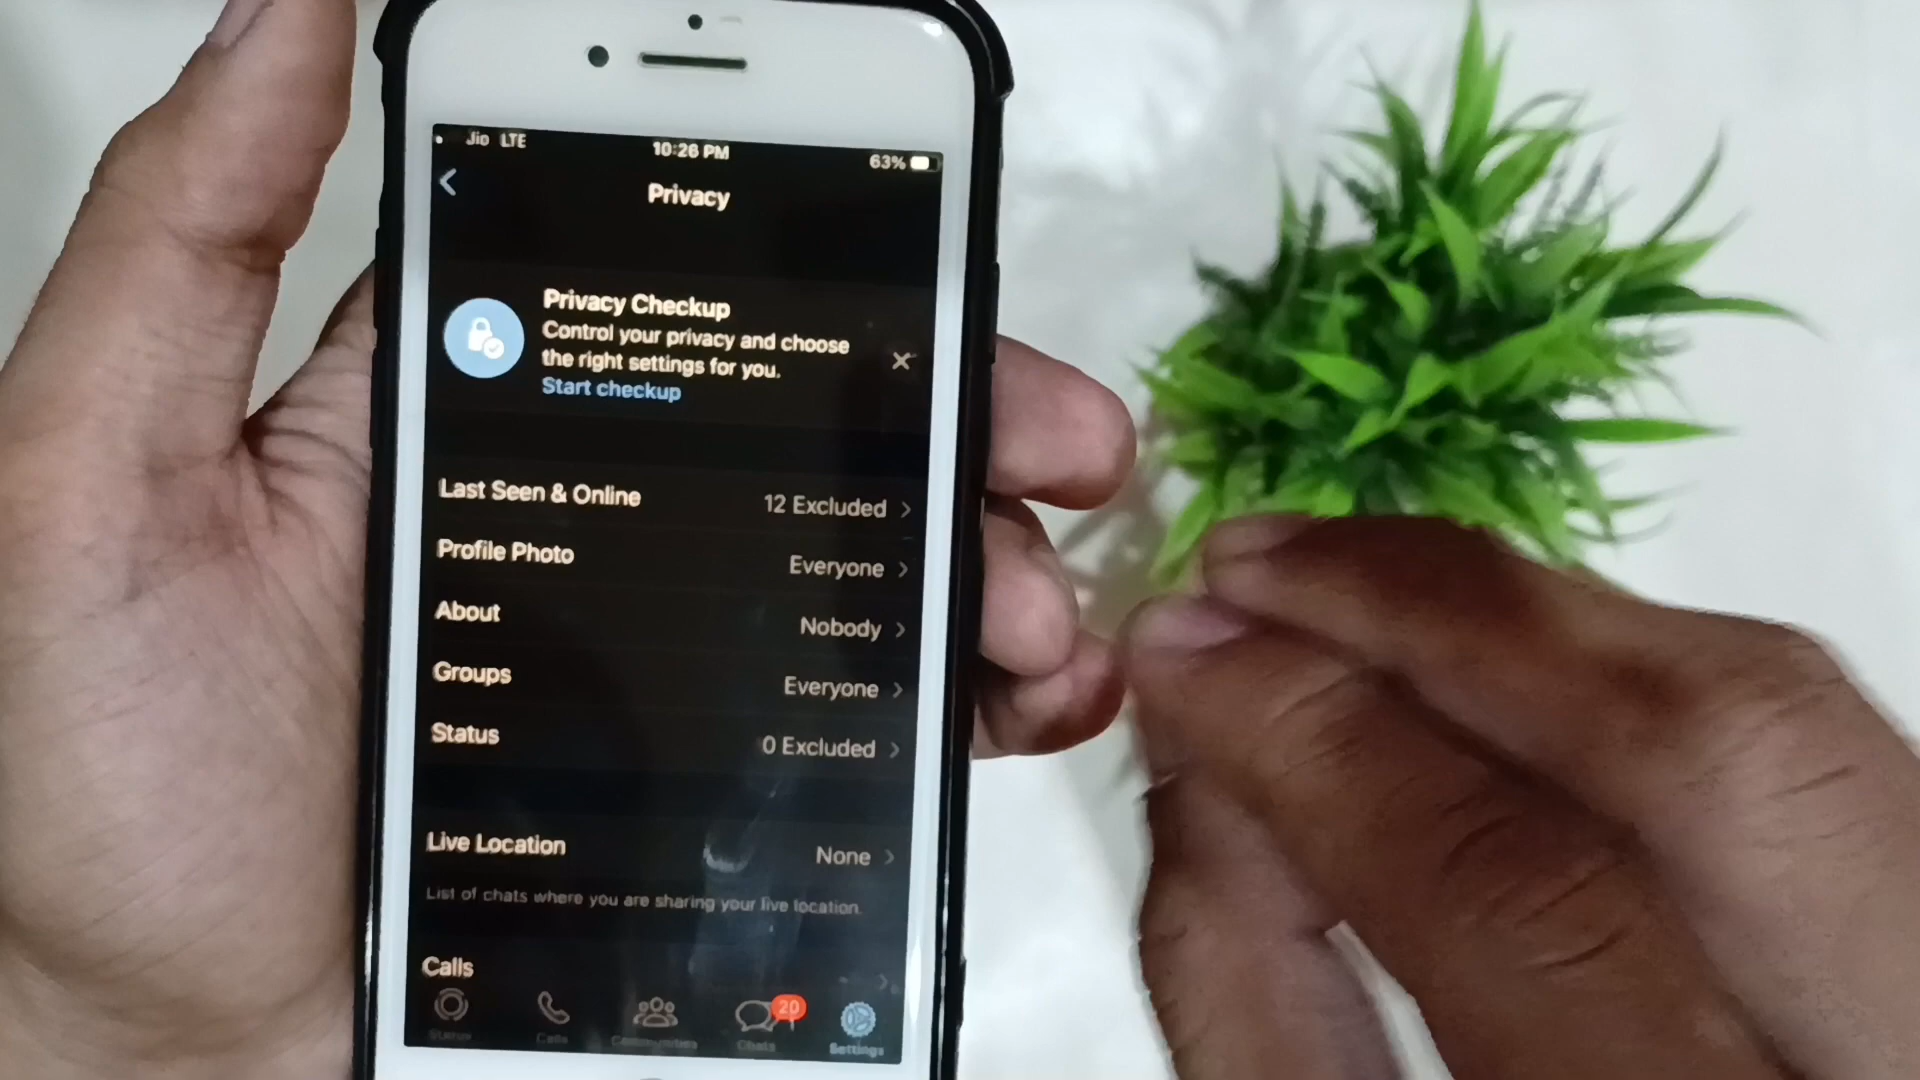 Jio LTE 10:26 PM 63%
Privacy
Privacy Checkup
Control your privacy and choose
the right settings for you.
Start checkup
Last Seen & Online 12 Excluded
Profile Photo Everyone
About Nobody
Groups Everyone
Status 0 Excluded
Live Location None
List of chats where you are sharing your live location.
Calls
20
Status Calls Communities Chats Settings